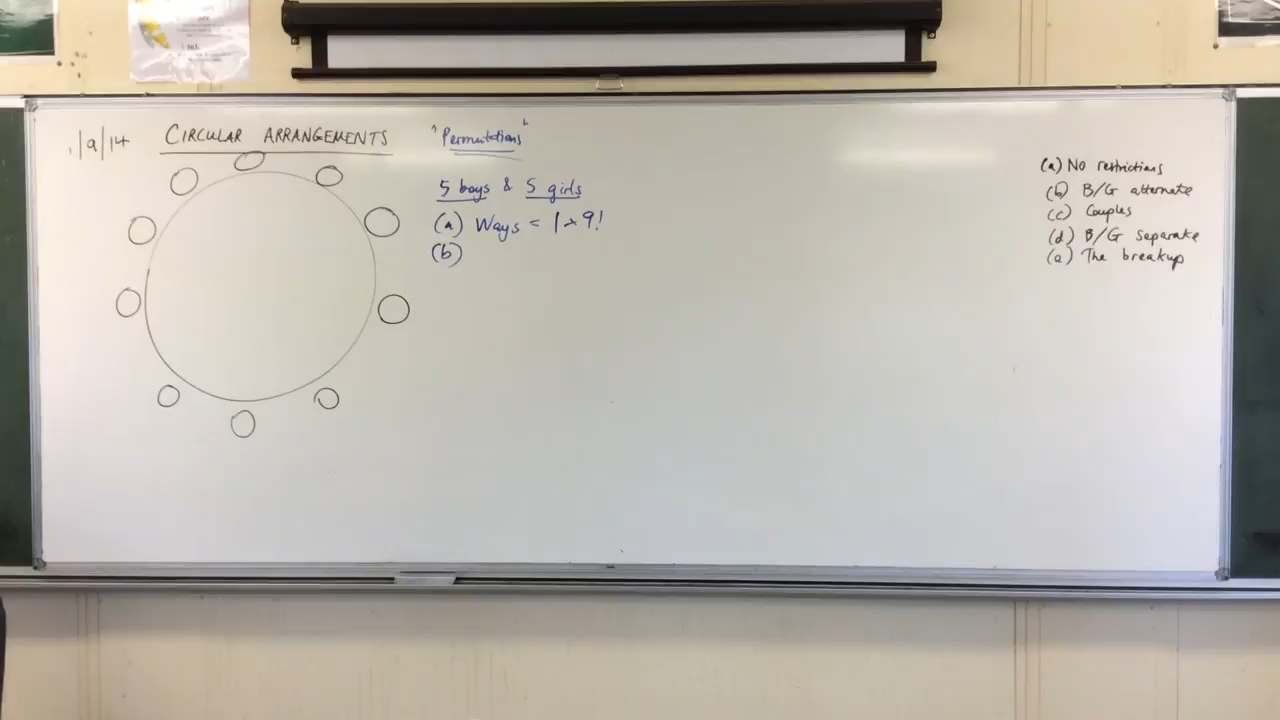 1/9/14 CIRCULAR ARRANGEMENTS 'Permutations'
5 boys & 5 girls
(a) Ways = 1 × 9!
(b)
(a) No restrictions
(b) B/G alternate
(c) Couples
(d) B/G separate
(a) The breakup